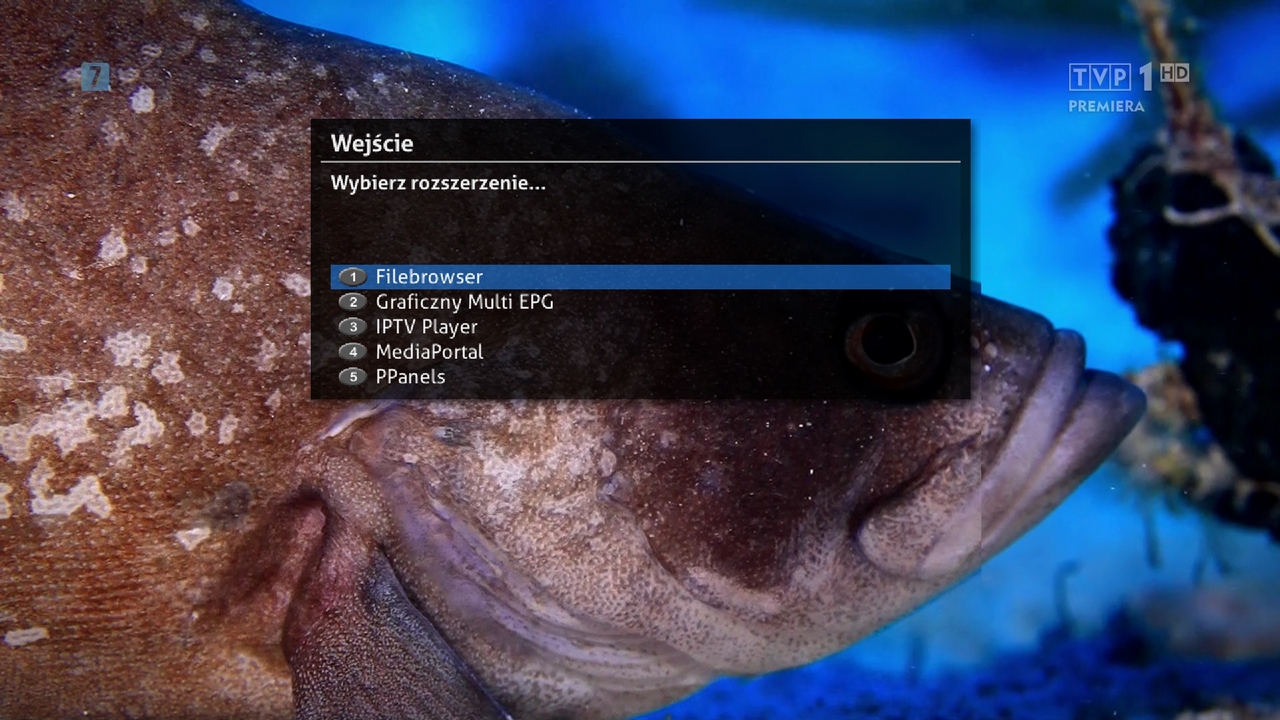 7
TVP 1 HD
PREMIERA
Wejście
Wybierz rozszerzenie...
1 Filebrowser
2 Graficzny Multi EPG
3 IPTV Player
4 MediaPortal
5 PPanels